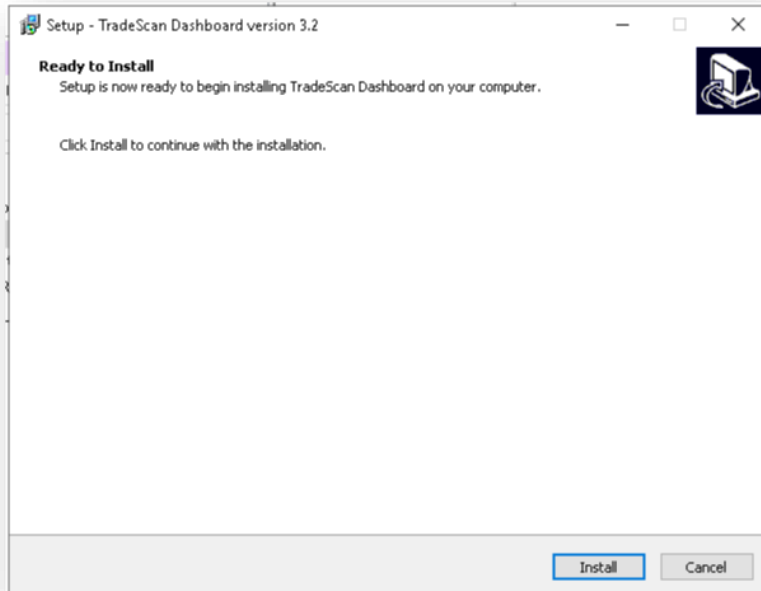 Setup - TradeScan Dashboard version 3.2
Ready to Install
Setup is now ready to begin installing TradeScan Dashboard on your computer.
Click Install to continue with the installation.
Install
Cancel